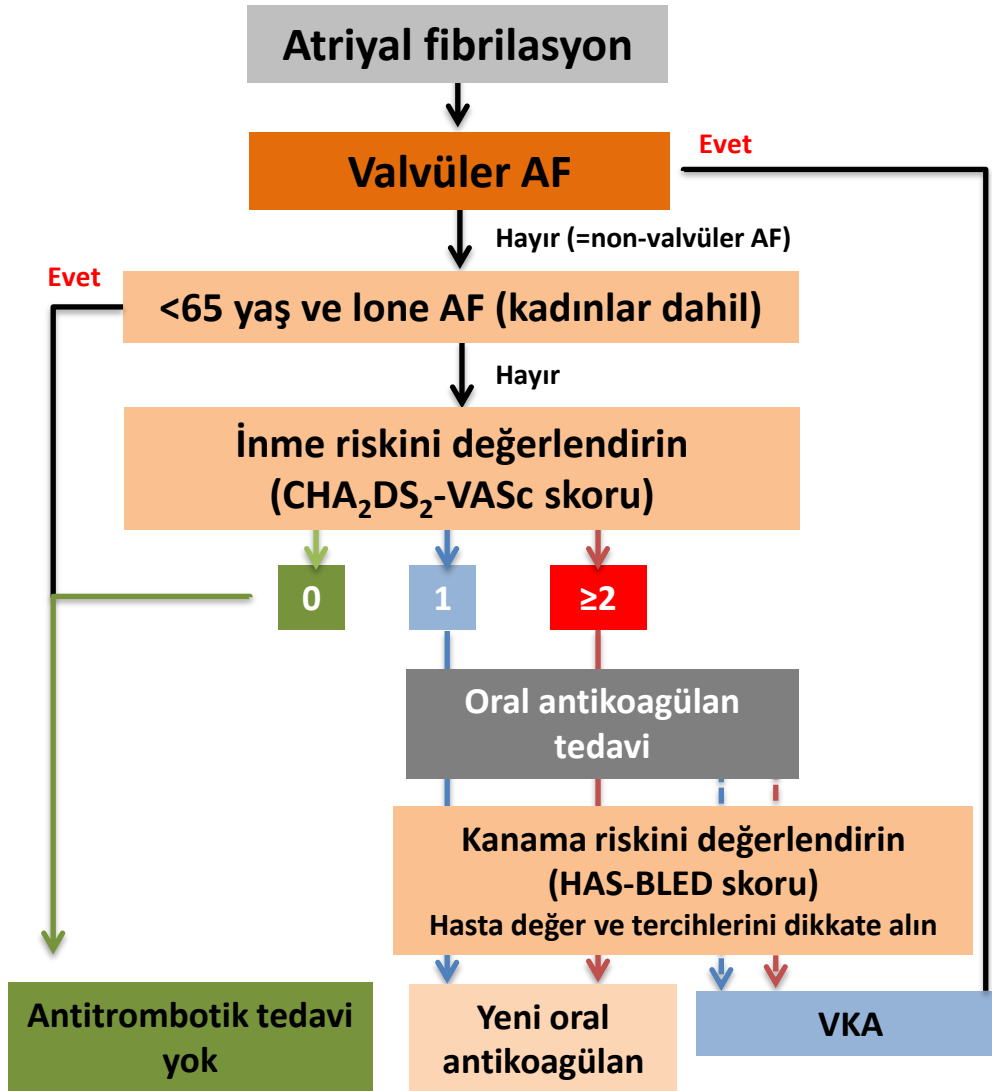 Atriyal fibrilasyon
Valvüler AF
Evet
Hayır (=non-valvüler AF)
Evet
<65 yaş ve lone AF (kadınlar dahil)
Hayır
İnme riskini değerlendirin
(CHA₂DS₂-VASc skoru)
0
1
≥2
Oral antikoagülan
tedavi
Kanama riskini değerlendirin
(HAS-BLED skoru)
Hasta değer ve tercihlerini dikkate alın
Antitrombotik tedavi
yok
Yeni oral
antikoagülan
VKA